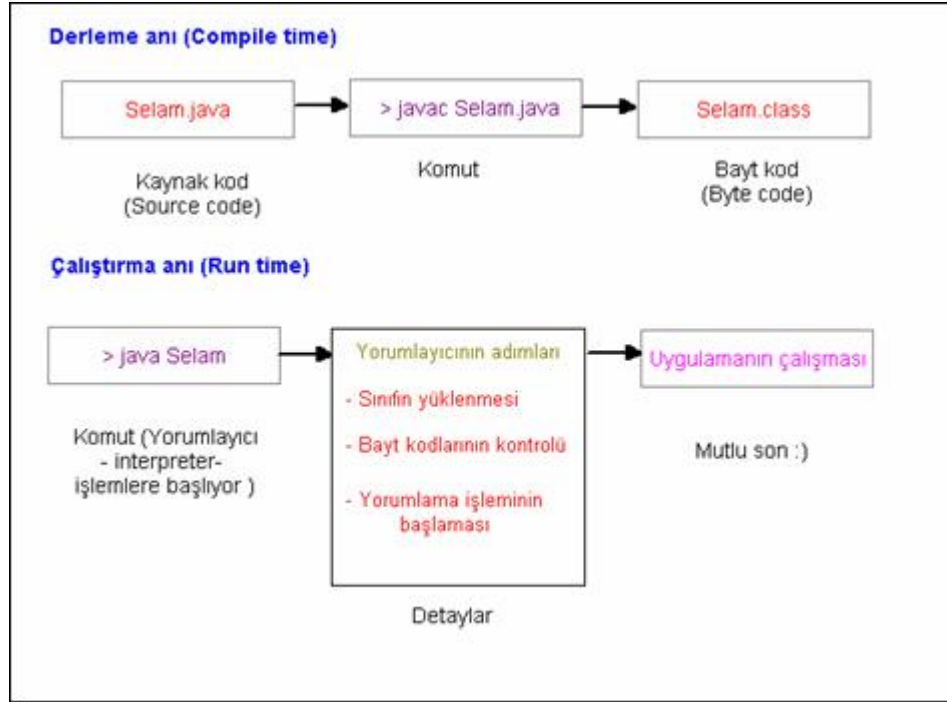 Derleme anı (Compile time)
Selam.java
> javac Selam.java
Selam.class
Kaynak kod
(Source code)
Komut
Bayt kod
(Byte code)
Çalıştırma anı (Run time)
> java Selam
Yorumlayıcının adımları
- Sınıfin yüklenmesi
- Bayt kodlarının kontrolü
- Yorumlama işleminin
başlaması
Uygulamanın çalışması
Komut (Yorumlayıcı
- interpreter-
işlemlere başlıyor )
Mutlu son :)
Detaylar